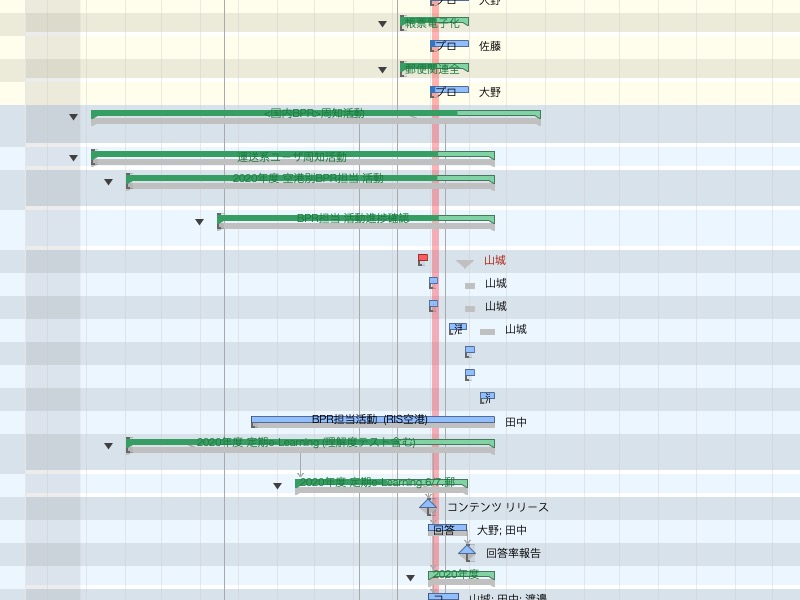 プロ 大野
帳票電子化
プロ 佐藤
郵便関連全
プロ 大野
<国内BPR>周知活動
運送系ユーザ周知活動
2020年度 空港別BPR担当 活動
BPR担当 活動進捗確認
山城
山城
山城
活 山城
BPR担当活動 (RIS空港) 田中
2020年度 定期e-Learning (理解度テスト含む)
2020年度 定期e-Learning 6/7:郵
コンテンツ リリース
回答 大野; 田中
回答率報告
2020年度
山城; 田中; 渡邉